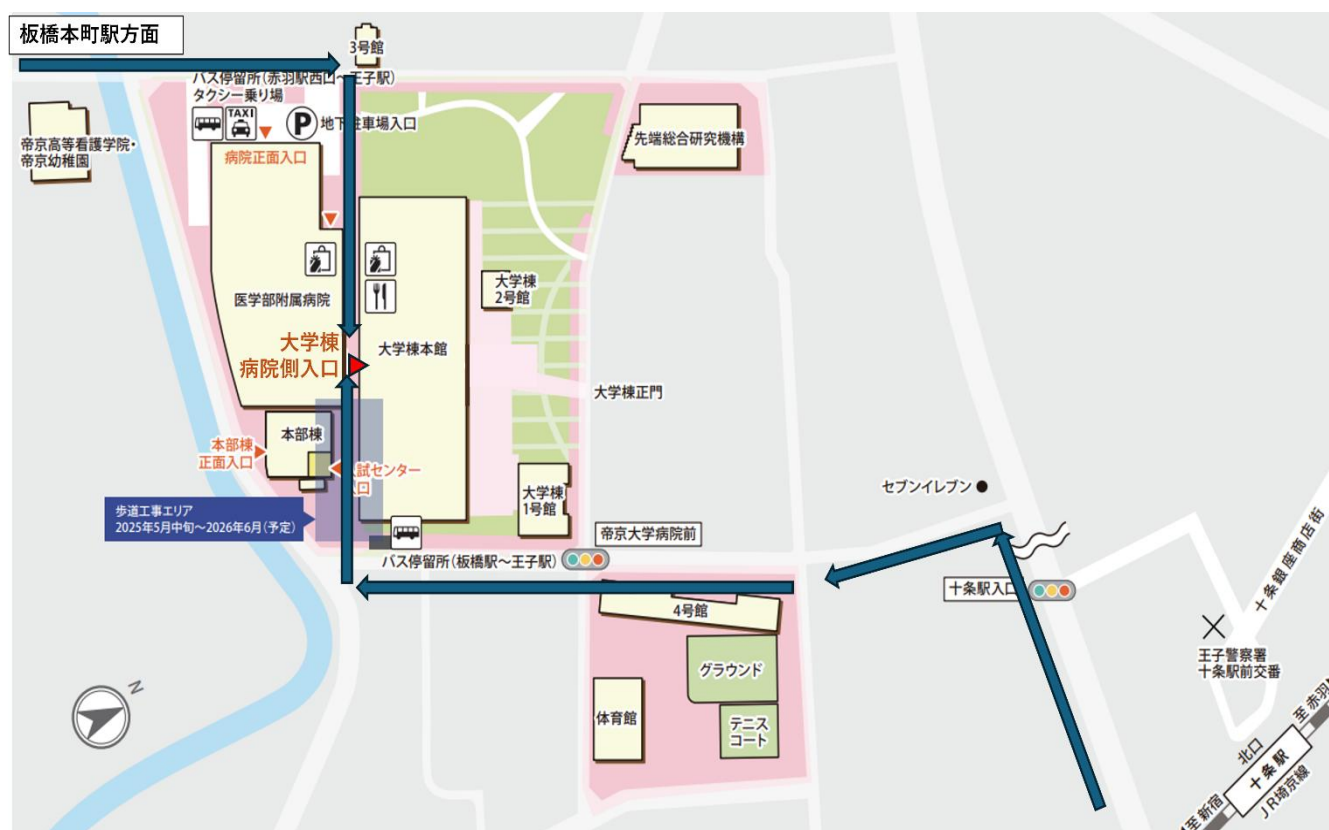 板橋本町駅方面
3号館
バス停留所(赤羽駅西口～王子駅)
タクシー乗り場
TAXI
P
地下駐車場入口
病院正面入口
帝京高等看護学院・
帝京幼稚園
先端総合研究機構
医学部附属病院
大学棟
2号館
大学棟
病院側入口
大学棟本館
大学棟正門
本部棟
本部棟
正面入口
試センター
口
大学棟
1号館
セブンイレブン
歩道工事エリア
2025年5月中旬～2026年6月(予定)
帝京大学病院前
バス停留所(板橋駅～王子駅)
十条駅入口
十条銀座商店街
4号館
グラウンド
体育館
テニス
コート
王子警察署
十条駅前交番
N
北口
十条駅
JR埼京線
至赤羽
至新宿